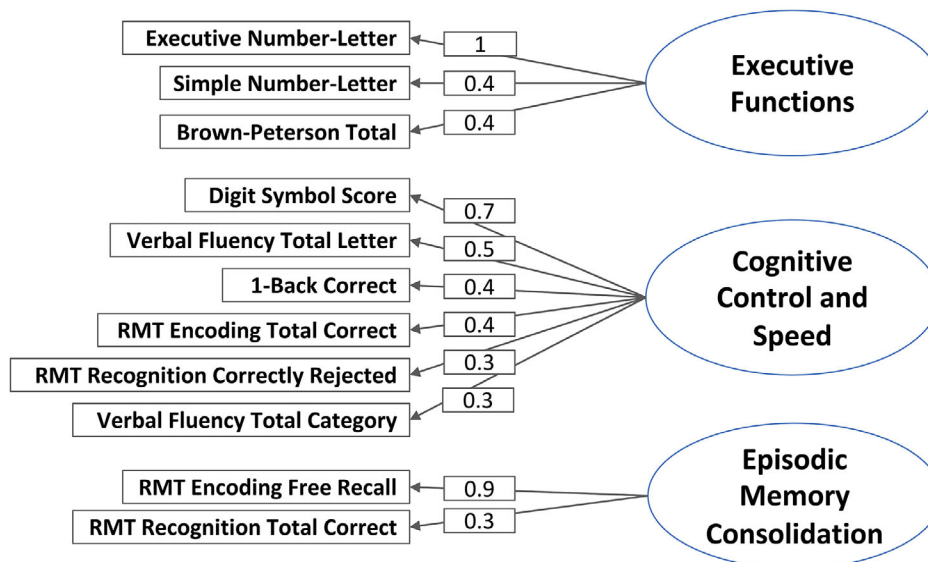 Executive Number-Letter
1
Simple Number-Letter
0.4
Brown-Peterson Total
0.4
Executive
Functions
Digit Symbol Score
0.7
Verbal Fluency Total Letter
0.5
1-Back Correct
0.4
RMT Encoding Total Correct
0.4
RMT Recognition Correctly Rejected
0.3
Verbal Fluency Total Category
0.3
Cognitive
Control and
Speed
RMT Encoding Free Recall
0.9
RMT Recognition Total Correct
0.3
Episodic
Memory
Consolidation